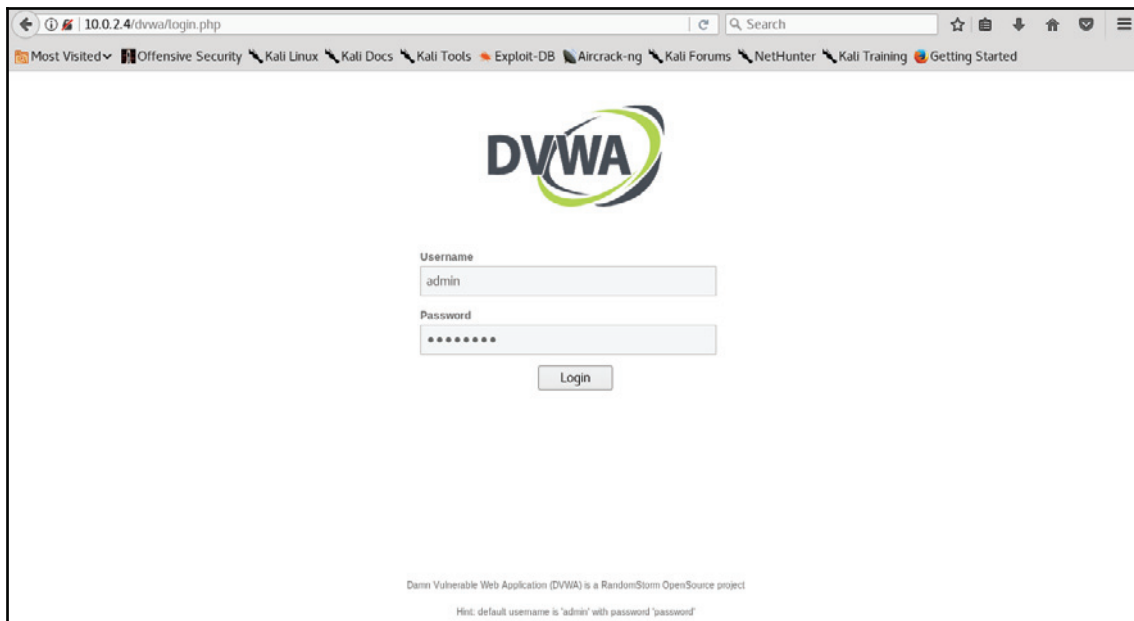 10.0.2.4/dvwa/login.php
Search
Most Visited Offensive Security Kali Linux Kali Docs Kali Tools Exploit-DB Aircrack-ng Kali Forums NetHunter Kali Training Getting Started
DVWA
Username
admin
Password
••••••••
Login
Damn Vulnerable Web Application (DVWA) is a RandomStorm OpenSource project
Hint: default username is 'admin' with password 'password'